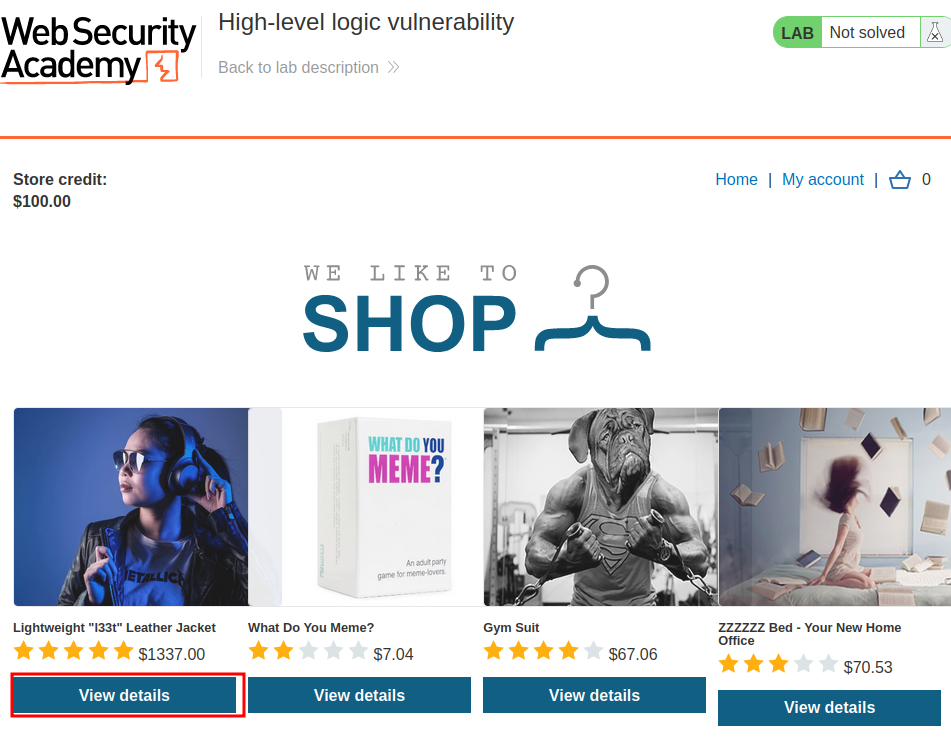 Web Security
Academy
High-level logic vulnerability
Back to lab description
LAB Not solved
Store credit:
$100.00
Home | My account | 0
WE LIKE TO
SHOP
METALLICA
WHAT DO YOU
MEME?
An adult party
game for meme-lovers.
Lightweight "l33t" Leather Jacket
$1337.00
View details
What Do You Meme?
$7.04
View details
Gym Suit
$67.06
View details
ZZZZZZ Bed - Your New Home
Office
$70.53
View details